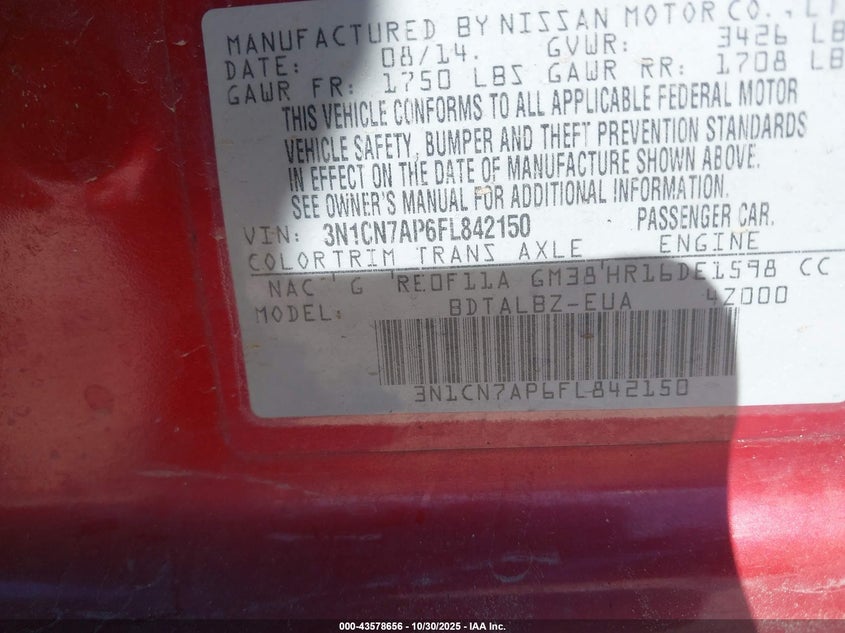 MANUFACTURED BY NISSAN MOTOR CO., LT
DATE: 08/14. GVWR: 3426 LB
GAWR FR: 1750 LBS GAWR RR: 1708 LB
THIS VEHICLE CONFORMS TO ALL APPLICABLE FEDERAL MOTOR
VEHICLE SAFETY, BUMPER AND THEFT PREVENTION STANDARDS
IN EFFECT ON THE DATE OF MANUFACTURE SHOWN ABOVE.
SEE OWNER'S MANUAL FOR ADDITIONAL INFORMATION.
VIN: 3N1CN7AP6FL842150 PASSENGER CAR.
COLORTRIM TRANS AXLE ENGINE
NAC G RE0F11A GM38 HR16DE1598 CC
MODEL: BDTALBZ-EUA 4Z000
3N1CN7AP6FL842150
000-43578656 • 10/30/2025 - IAA Inc.